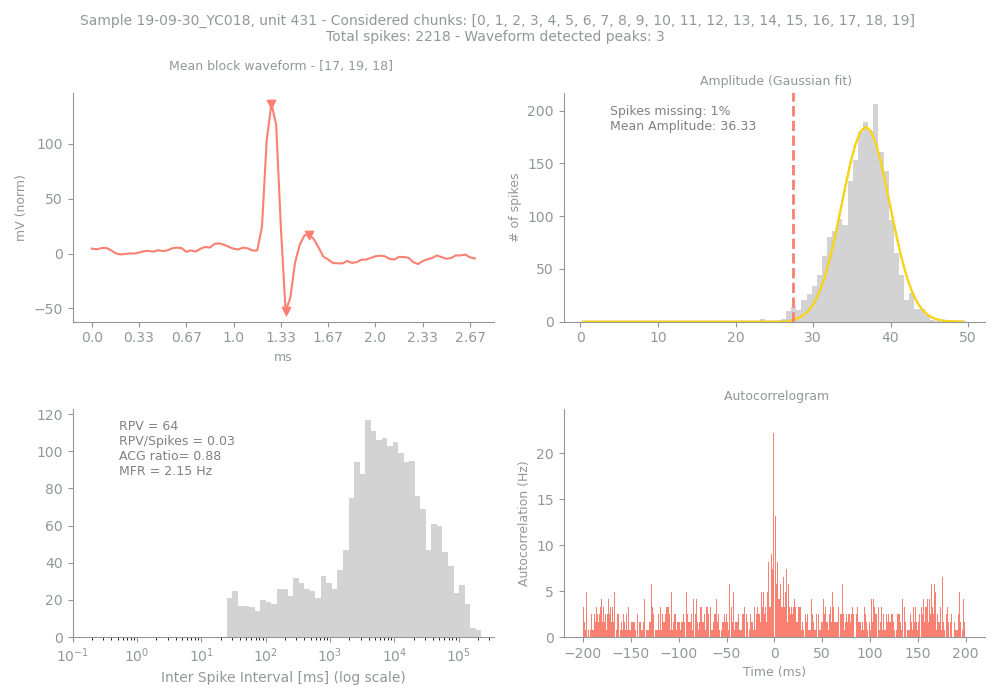 Sample 19-09-30_YC018, unit 431 - Considered chunks: [0, 1, 2, 3, 4, 5, 6, 7, 8, 9, 10, 11, 12, 13, 14, 15, 16, 17, 18, 19]
Total spikes: 2218 - Waveform detected peaks: 3
Mean block waveform - [17, 19, 18]
mV (norm)
100
50
0
−50
0.0 0.33 0.67 1.0 1.33 1.67 2.0 2.33 2.67
ms
Amplitude (Gaussian fit)
Spikes missing: 1%
Mean Amplitude: 36.33
# of spikes
200
150
100
50
0
0 10 20 30 40 50
RPV = 64
RPV/Spikes = 0.03
ACG ratio= 0.88
MFR = 2.15 Hz
120
100
80
60
40
20
0
10⁻¹ 10⁰ 10¹ 10² 10³ 10⁴ 10⁵
Inter Spike Interval [ms] (log scale)
Autocorrelogram
Autocorrelation (Hz)
20
15
10
5
0
−200 −150 −100 −50 0 50 100 150 200
Time (ms)